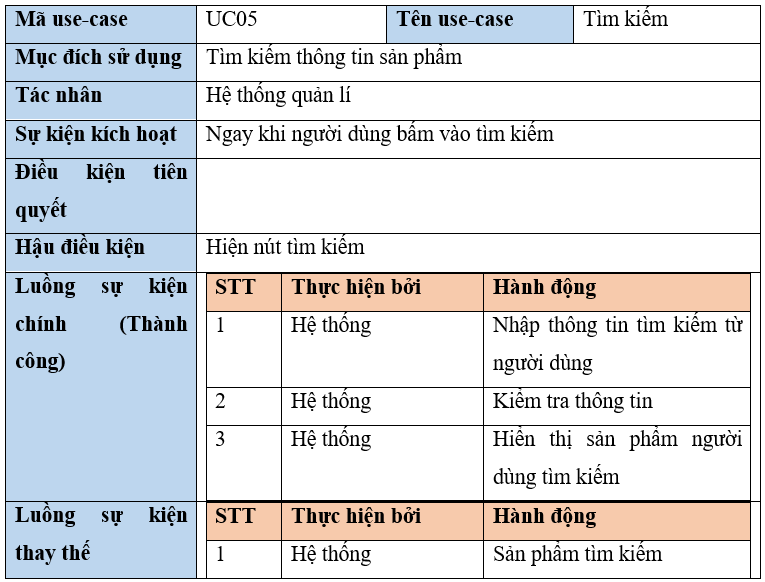 Mã use-case UC05 Tên use-case Tìm kiếm
Mục đích sử dụng Tìm kiếm thông tin sản phẩm
Tác nhân Hệ thống quản lí
Sự kiện kích hoạt Ngay khi người dùng bấm vào tìm kiếm
Điều kiện tiên
quyết
Hậu điều kiện Hiện nút tìm kiếm
Luồng sự kiện
chính (Thành
công)
STT Thực hiện bởi Hành động
1 Hệ thống Nhập thông tin tìm kiếm từ
người dùng
2 Hệ thống Kiểm tra thông tin
3 Hệ thống Hiển thị sản phẩm người
dùng tìm kiếm
Luồng sự kiện
thay thế
STT Thực hiện bởi Hành động
1 Hệ thống Sản phẩm tìm kiếm